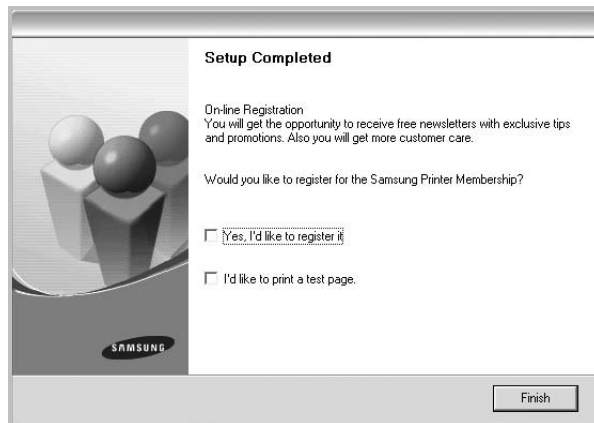 Setup Completed
On-line Registration
You will get the opportunity to receive free newsletters with exclusive tips
and promotions. Also you will get more customer care.
Would you like to register for the Samsung Printer Membership?
Yes, I'd like to register it
I'd like to print a test page.
SAMSUNG
Finish